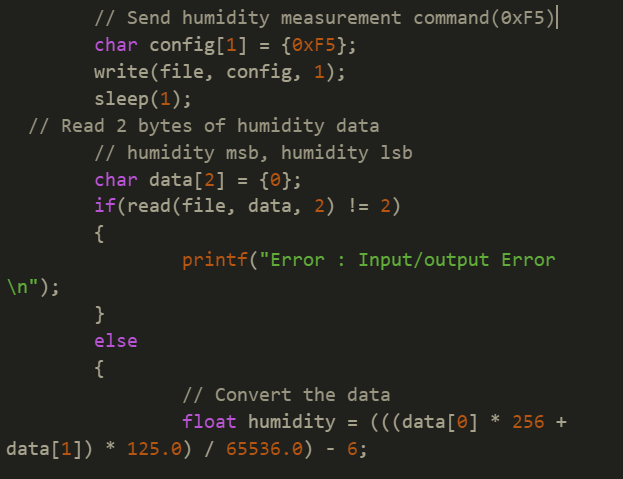 // Send humidity measurement command(0xF5)
char config[1] = {0xF5};
write(file, config, 1);
sleep(1);
// Read 2 bytes of humidity data
// humidity msb, humidity lsb
char data[2] = {0};
if(read(file, data, 2) != 2)
{
printf("Error : Input/output Error
\n");
}
else
{
// Convert the data
float humidity = (((data[0] * 256 +
data[1]) * 125.0) / 65536.0) - 6;